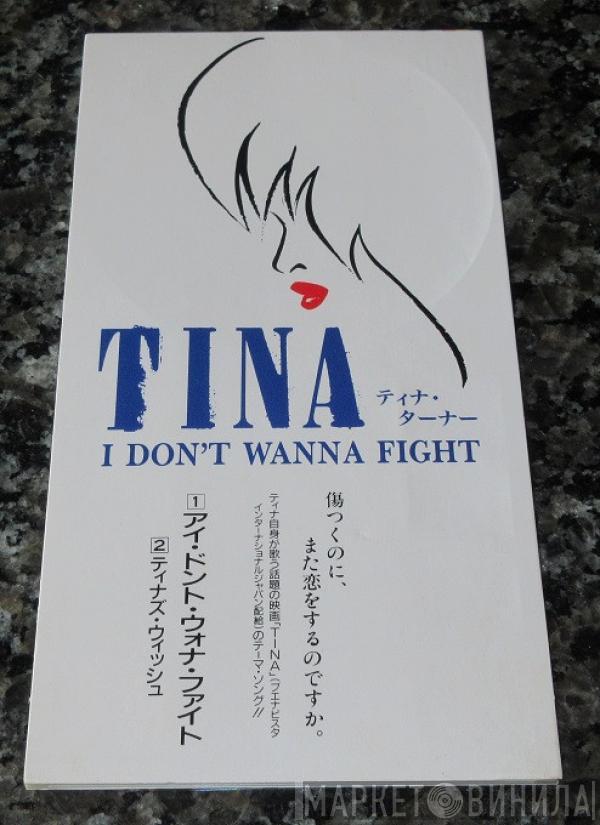 TINA
ティナ・
ターナー
I DON'T WANNA FIGHT
傷つくのに、
また恋をするのですか。
ティナ自身が歌う話題の映画「TINA」(ブエナビスタ
インターナショナルジャパン配給)のテーマ・ソング!!
1 アイ・ドント・ウォナ・ファイト
2 ティナズ・ウィッシュ
МАРКЕТ ВИНИЛА